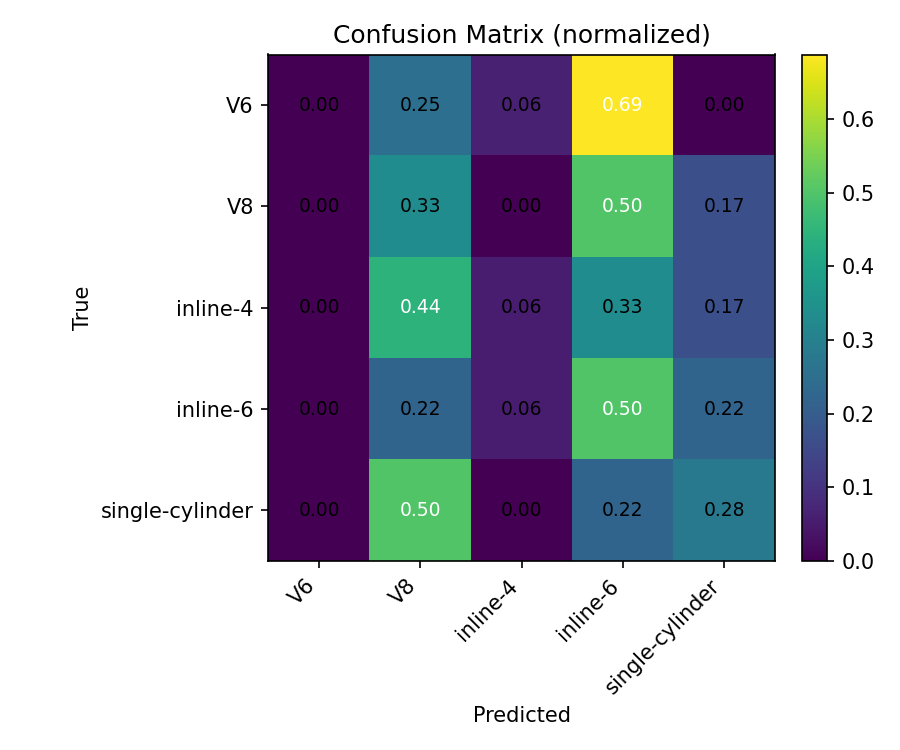 Confusion Matrix (normalized)
True
V6 0.00 0.25 0.06 0.69 0.00
V8 0.00 0.33 0.00 0.50 0.17
inline-4 0.00 0.44 0.06 0.33 0.17
inline-6 0.00 0.22 0.06 0.50 0.22
single-cylinder 0.00 0.50 0.00 0.22 0.28
V6 V8 inline-4 inline-6 single-cylinder
Predicted
0.6
0.5
0.4
0.3
0.2
0.1
0.0